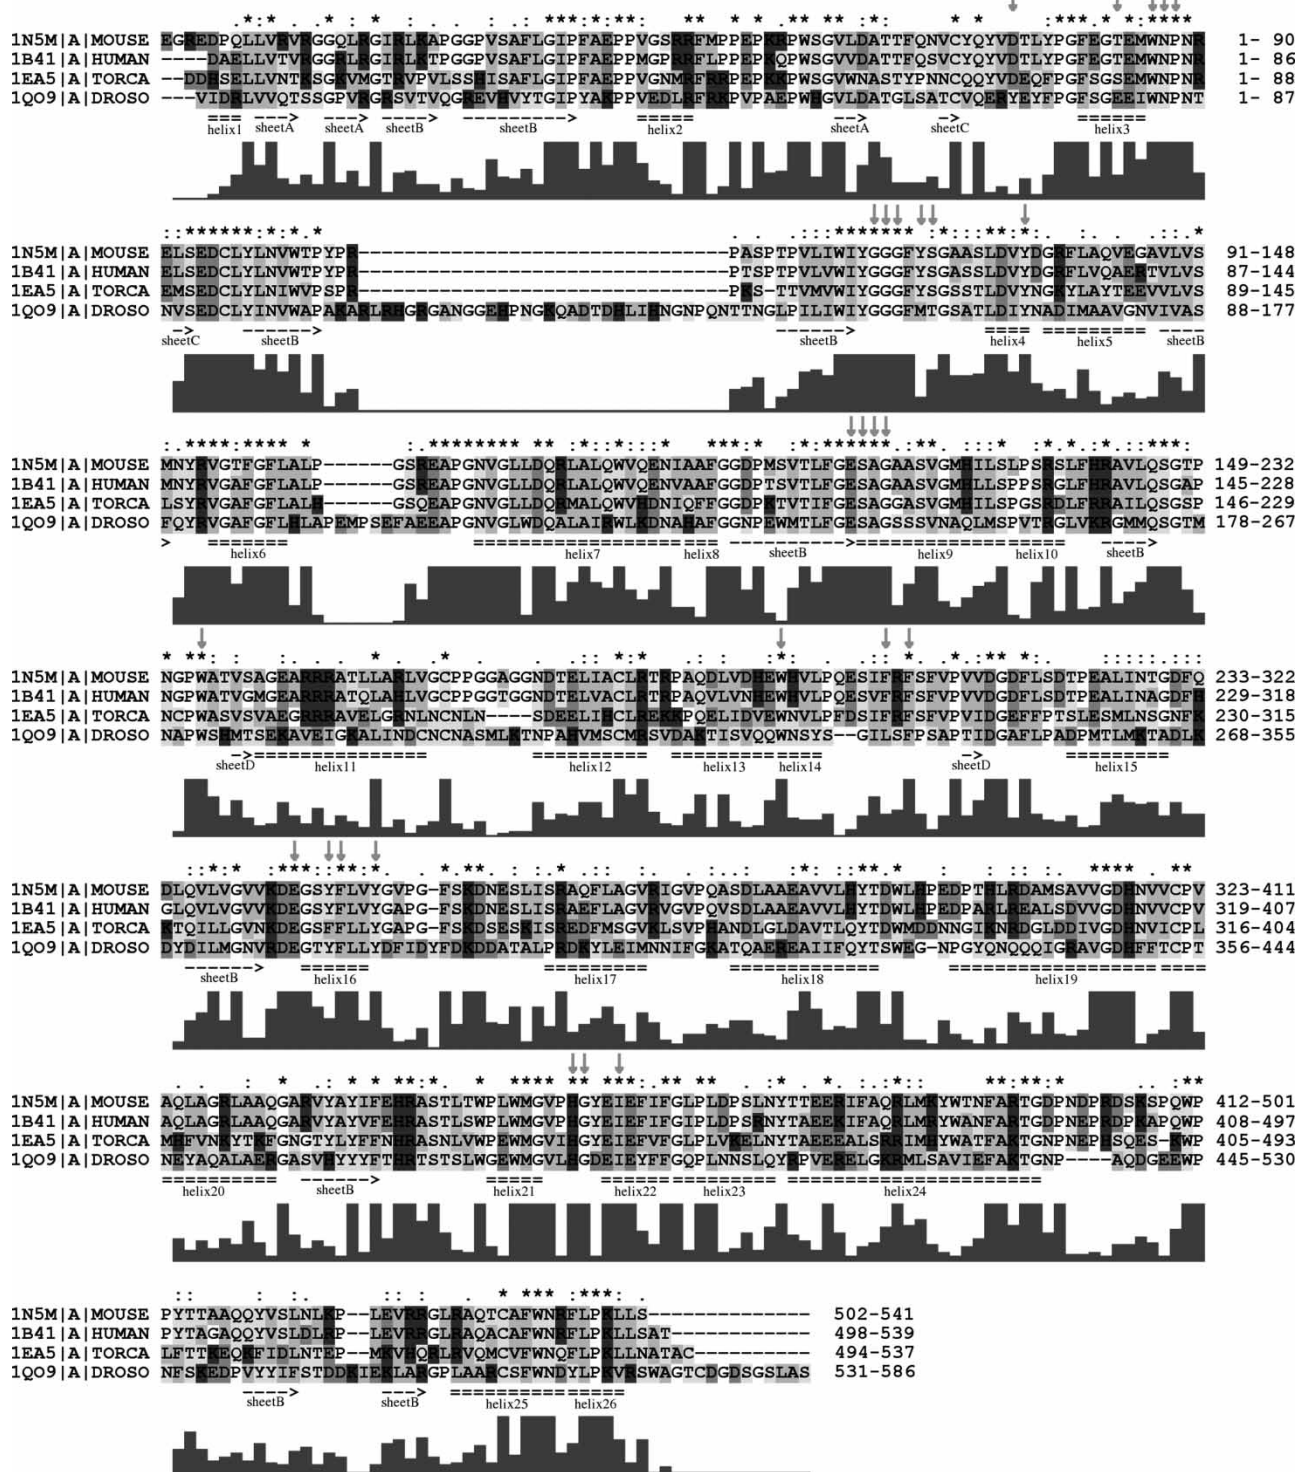 1N5M|A|MOUSE EGREDPQLLVRVRGGQLRGIRLKAPGGPVSAFLGIPFAEPPVGSRRFMPPEPKRPWSGVLDATTFQNVCYQYVDTLYPGFEGTEMWNPNR 1- 90
1B41|A|HUMAN ----DAELLVTVRGGRLRGIRLKTPGGPVSAFLGIPFAEPPMGPRRFLPPEPKQPWSGVVDATTFQSVCYQYVDTLYPGFEGTEMWNPNR 1- 86
1EA5|A|TORCA --DDHSELLVNTKSGKVMGTRVPVLSSHISAFLGIPFAEPPVGNMRFRRPEPKKPWSGVWNASTYPNNCQQYVDEQFPGFSGSEMWNPNR 1- 88
1QO9|A|DROSO ---VIDRLVVQTSSGPVRGRSVTVQGREVHVYTGIPYAKPPVEDLRFRKPVPAEPWHGVLDATGLSATCVQERYEYFPGFSGEEIWNPNT 1- 87
helix1 sheetA sheetA sheetB sheetB helix2 sheetA sheetC helix3
1N5M|A|MOUSE ELSEDCLYLNVWTPYPR--------------------------------PASPTPVLIWIYGGGFYSGAASLDVYDGRFLAQVEGAVLVS 91-148
1B41|A|HUMAN ELSEDCLYLNVWTPYPR--------------------------------PTSPTPVLVWIYGGGFYSGASSLDVYDGRFLVQAERTVLVS 87-144
1EA5|A|TORCA EMSEDCLYLNIWVPSPR--------------------------------PKS-TTVMVWIYGGGFYSGSSTLDVYNGKYLAYTEEVVLVS 89-145
1QO9|A|DROSO NVSEDCLYINVWAPAKARLRHGRGANGGEHPNGKQADTDHLIHNGNPQNTTNGLPILIWIYGGGFMTGSATLDIYNADIMAAVGNVIVAS 88-177
sheetC sheetB sheetB helix4 helix5 sheetB
1N5M|A|MOUSE MNYRVGTFGFLALP------GSREAPGNVGLLDQRLALQWVQENIAAFGGDPMSVTLFGESAGAASVGMHILSLPSRSLFHRAVLQSGTP 149-232
1B41|A|HUMAN MNYRVGAFGFLALP------GSREAPGNVGLLDQRLALQWVQENVAAFGGDPTSVTLFGESAGAASVGMHLLSPPSRGLFHRAVLQSGAP 145-228
1EA5|A|TORCA LSYRVGAFGFLALH------GSQEAPGNVGLLDQRMALQWVHDNIQFFGGDPKTVTIFGESAGGASVGMHILSPGSRDLFRRAILQSGSP 146-229
1QO9|A|DROSO FQYRVGAFGFLHLAPEMPSEFAEEAPGNVGLWDQALAIRWLKDNAHAFGGNPEWMTLFGESAGSSSVNAQLMSPVTRGLVKRGMMQSGTM 178-267
helix6 helix7 helix8 sheetB helix9 helix10 sheetB
1N5M|A|MOUSE NGPWATVSAGEARRRATLLARLVGCPPGGAGGNDTELIACLRTRPAQDLVDHEWHVLPQESIFRFSFVPVVDGDFLSDTPEALINTGDFQ 233-322
1B41|A|HUMAN NGPWATVGMGEARRRATQLAHLVGCPPGGTGGNDTELVACLRTRPAQVLVNHEWHVLPQESVFRFSFVPVVDGDFLSDTPEALINAGDFH 229-318
1EA5|A|TORCA NCPWASVSVAEGRRRAVELGRNLNCNLN----SDEELIHCLREKKPQELIDVEWNVLPFDSIFRFSFVPVIDGEFFPTSLESMLNSGNFK 230-315
1QO9|A|DROSO NAPWSHMTSEKAVEIGKALINDCNCNASMLKTNPAHVMSCMRSVDAKTISVQQWNSYS--GILSFPSAPTIDGAFLPADPMTLMKTADLK 268-355
sheetD helix11 helix12 helix13 helix14 sheetD helix15
1N5M|A|MOUSE DLQVLVGVVKDEGSYFLVYGVPG-FSKDNESLISRAQFLAGVRIGVPQASDLAAEAVVLHYTDWLHPEDPTHLRDAMSAVVGDHNVVCPV 323-411
1B41|A|HUMAN GLQVLVGVVKDEGSYFLVYGAPG-FSKDNESLISRAEFLAGVRVGVPQVSDLAAEAVVLHYTDWLHPEDPARLREALSDVVGDHNVVCPV 319-407
1EA5|A|TORCA KTQILLGVNKDEGSYFLLYGAPG-FSKDSESKISREDFMSGVKLSVPHANDLGLDAVTLQYTDWMDDNNGIKNRDGLDDIVGDHNVICPL 316-404
1QO9|A|DROSO DYDILMGNVRDEGTYFLLYDFIDYFDKDDATALPRDKYLEIMNNIFGKATQAEREAIIFQYTSWEG-NPGYQNQQQIGRAVGDHFFTCPT 356-444
sheetB helix16 helix17 helix18 helix19
1N5M|A|MOUSE AQLAGRLAAQGARVYAYIFEHRASTLTWPLWMGVPHGYEIEFIFGLPLDPSLNYTTEERIFAQRLMKYWTNFARTGDPNDPRDSKSPQWP 412-501
1B41|A|HUMAN AQLAGRLAAQGARVYAYVFEHRASTLSWPLWMGVPHGYEIEFIFGIPLDPSRNYTAEEKIFAQRLMRYWANFARTGDPNEPRDPKAPQWP 408-497
1EA5|A|TORCA MHFVNKYTKFGNGTYLYFFNHRASNLVWPEWMGVIHGYEIEFVFGLPLVKELNYTAEEEALSRRIMHYWATFAKTGNPNEPHSQES-KWP 405-493
1QO9|A|DROSO NEYAQALAERGASVHYYYFTHRTSTSLWGEWMGVLHGDEIEYFFGQPLNNSLQYRPVERELGKRMLSAVIEFAKTGNP----AQDGEEWP 445-530
helix20 sheetB helix21 helix22 helix23 helix24
1N5M|A|MOUSE PYTTAAQQYVSLNLKP--LEVRRGLRAQTCAFWNRFLPKLLS-------------- 502-541
1B41|A|HUMAN PYTAGAQQYVSLDLRP--LEVRRGLRAQACAFWNRFLPKLLSAT------------ 498-539
1EA5|A|TORCA LFTTKEQKFIDLNTEP--MKVHQRLRVQMCVFWNQFLPKLLNATAC---------- 494-537
1QO9|A|DROSO NFSKEDPVYYIFSTDDKIEKLARGPLAARCSFWNDYLPKVRSWAGTCDGDSGSLAS 531-586
sheetB sheetB helix25 helix26